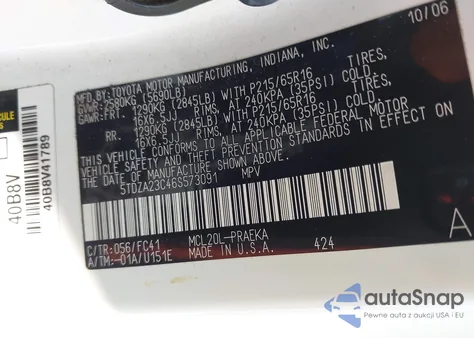 10/06
MFD.BY: TOYOTA MOTOR MANUFACTURING, INDIANA, INC.
GVWR: 2580KG (5690LB)
GAWR: FRT. 1290KG (2845LB) WITH P215/65R16 TIRES,
16X6.5JJ RIMS, AT 240KPA (35PSI) COLD.
RR. 1290KG (2845LB) WITH P215/65R16 TIRES,
16X6.5JJ RIMS, AT 240KPA (35PSI) COLD.
THIS VEHICLE CONFORMS TO ALL APPLICABLE FEDERAL MOTOR
VEHICLE SAFETY STANDARDS IN EFFECT ON THE DATE OF
MANUFACTURE SHOWN ABOVE.
5TDZA23C46S573091 MPV
C/TR: 056/FC41 MCL20L-PRAEKA A
A/TM: -01A/U151E MADE IN U.S.A. 424
40B8V
40B8V41789
autoSnap
Pewne auta z aukcji USA i EU